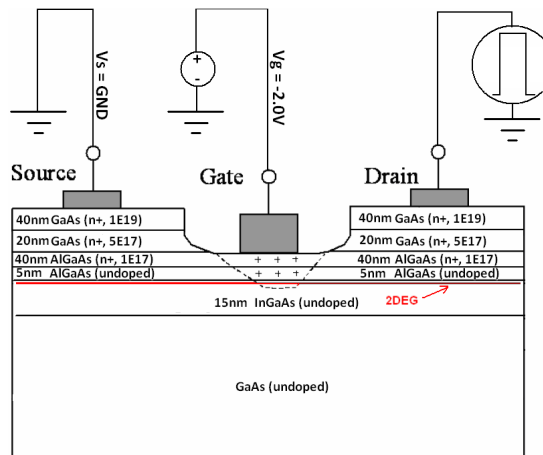 Vs = GND
+
-
Vg = -2.0V
Source
Gate
Drain
40nm GaAs (n+, 1E19)
40nm GaAs (n+, 1E19)
20nm GaAs (n+, 5E17)
20nm GaAs (n+, 5E17)
40nm AlGaAs (n+, 1E17)
+ + +
40nm AlGaAs (n+, 1E17)
5nm AlGaAs (undoped)
+ + +
5nm AlGaAs (undoped)
15nm InGaAs (undoped)
2DEG
GaAs (undoped)